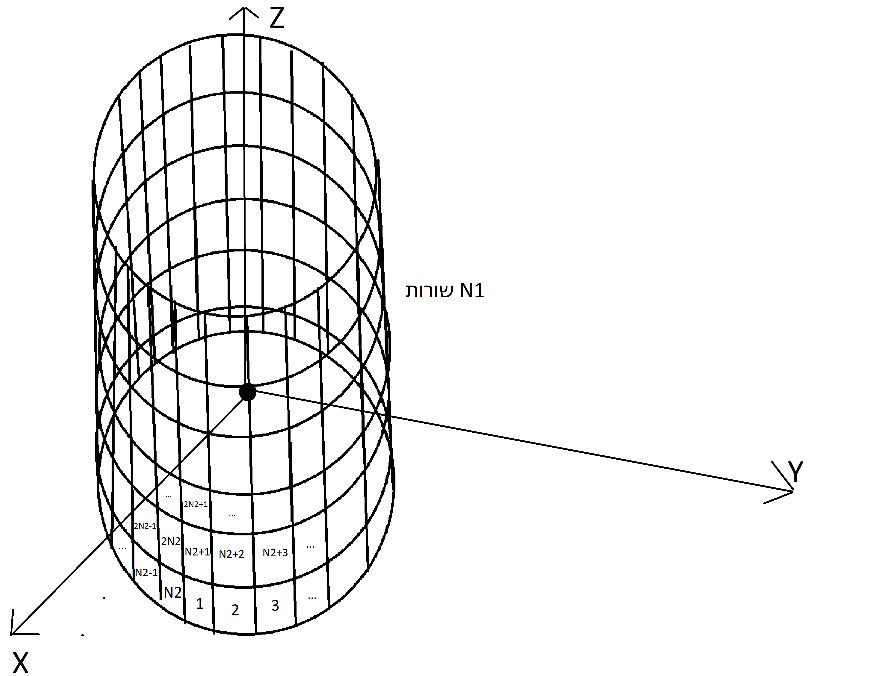 Z
שורות N1
Y
... 2N2+1 ...
2N2-1 2N2 N2+1 N2+2 N2+3 ...
... N2-1 N2 1 2 3 ...
X